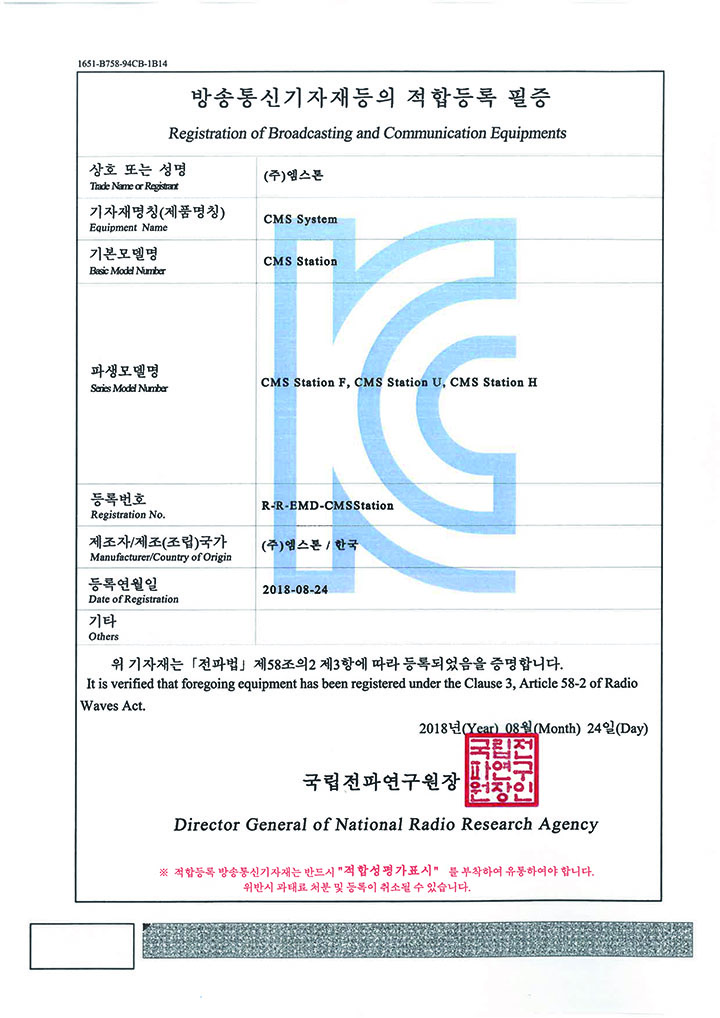 1651-B758-94CB-1B14
방송통신기자재등의 적합등록 필증
Registration of Broadcasting and Communication Equipments
상호 또는 성명
Trade Name or Registrant
(주)엠스톤
기자재명칭(제품명칭)
Equipment Name
CMS System
기본모델명
Basic Model Number
CMS Station
파생모델명
Series Model Number
CMS Station F, CMS Station U, CMS Station H
등록번호
Registration No.
R-R-EMD-CMSStation
제조자/제조(조립)국가
Manufacturer/Country of Origin
(주)엠스톤 / 한국
등록연월일
Date of Registration
2018-08-24
기타
Others
위 기자재는「전파법」제58조의2 제3항에 따라 등록되었음을 증명합니다.
It is verified that foregoing equipment has been registered under the Clause 3, Article 58-2 of Radio
Waves Act.
2018년(Year) 08월(Month) 24일(Day)
국립전파연구원장
국립전
파연구
원장인
Director General of National Radio Research Agency
※ 적합등록 방송통신기자재는 반드시 "적합성평가표시" 를 부착하여 유통하여야 합니다.
위반시 과태료 처분 및 등록이 취소될 수 있습니다.